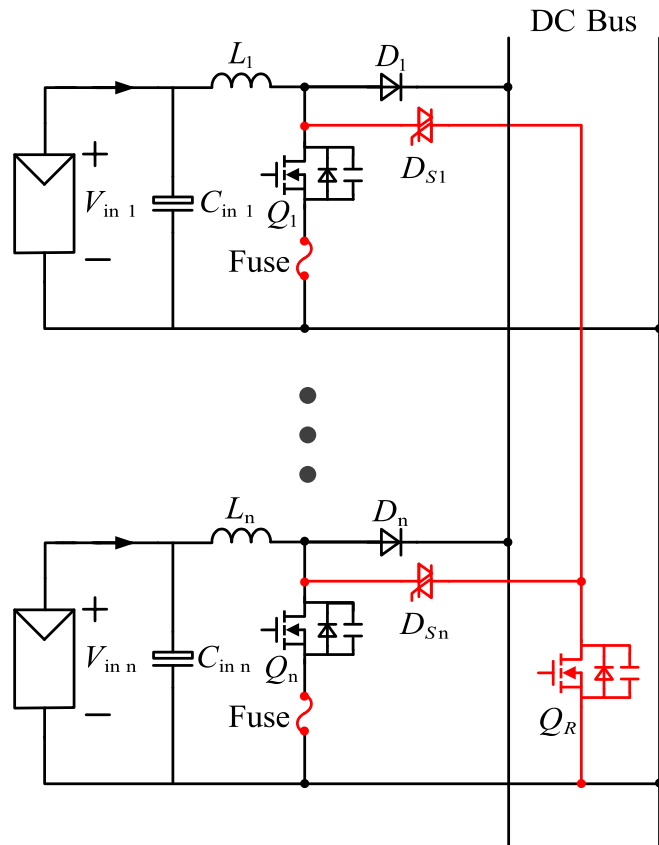 DC Bus
L1
D1
DS1
+
Vin 1
Cin 1
Q1
−
Fuse
Ln
Dn
DSn
+
Vin n
Cin n
Qn
−
Fuse
QR